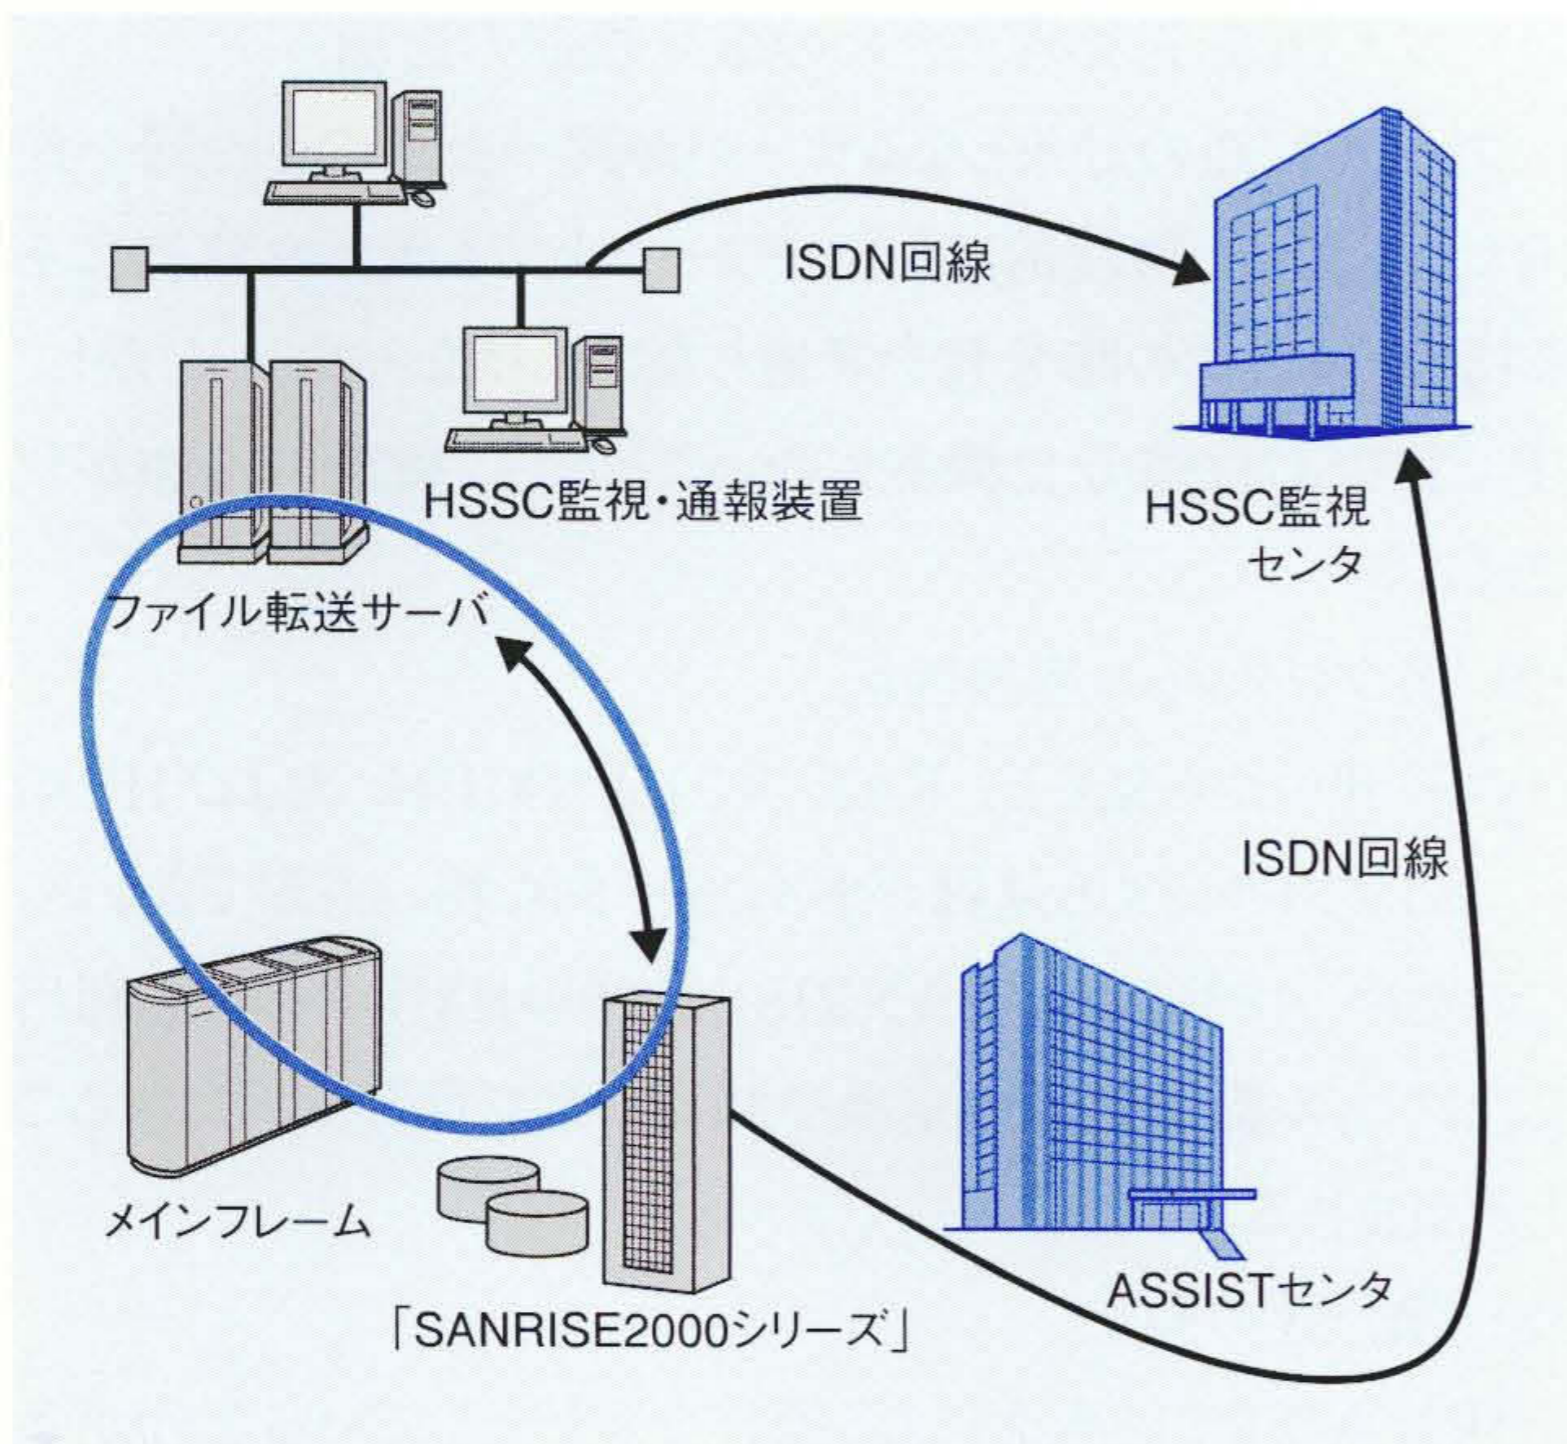 ISDN回線
HSSC監視・通報装置
HSSC監視
センタ
ファイル転送サーバ
ISDN回線
メインフレーム
ASSISTセンタ
「SANRISE2000シリーズ」